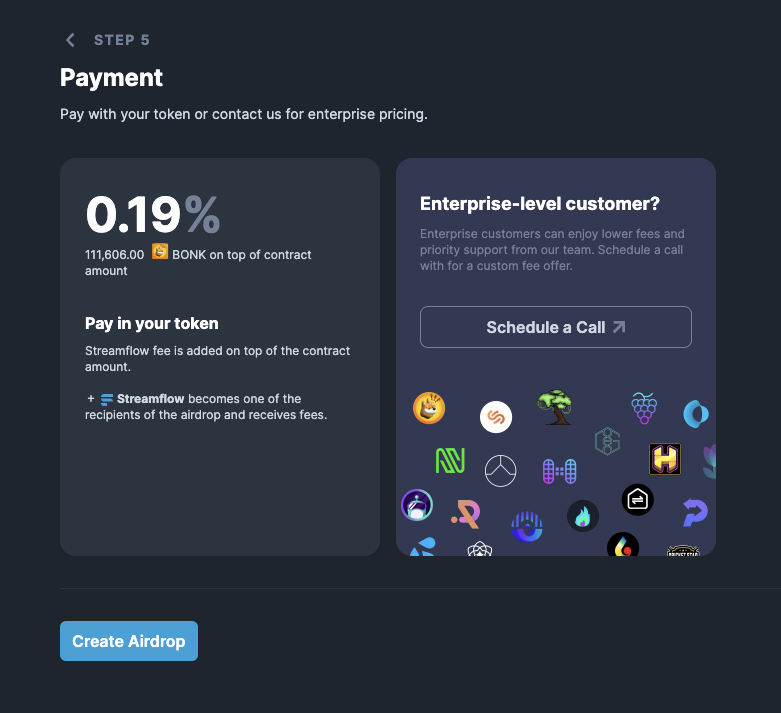 STEP 5
Payment
Pay with your token or contact us for enterprise pricing.
0.19%
111,606.00 BONK on top of contract
amount
Pay in your token
Streamflow fee is added on top of the contract
amount.
+ Streamflow becomes one of the
recipients of the airdrop and receives fees.
Enterprise-level customer?
Enterprise customers can enjoy lower fees and
priority support from our team. Schedule a call
with for a custom fee offer.
Schedule a Call
Create Airdrop